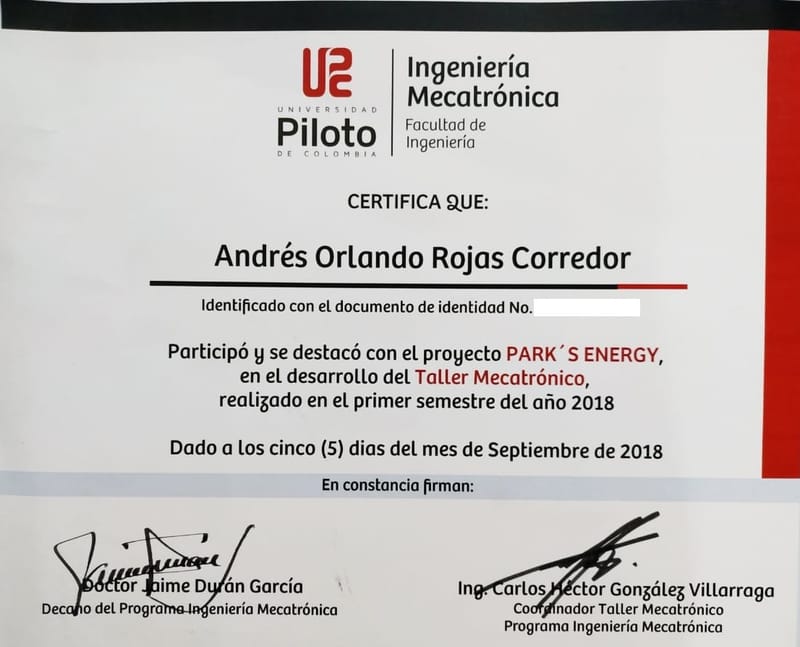 UPC
UNIVERSIDAD
Piloto
DE COLOMBIA
Ingeniería
Mecatrónica
Facultad de
Ingeniería
CERTIFICA QUE:
Andrés Orlando Rojas Corredor
Identificado con el documento de identidad No.
Participó y se destacó con el proyecto PARK´S ENERGY,
en el desarrollo del Taller Mecatrónico,
realizado en el primer semestre del año 2018
Dado a los cinco (5) dias del mes de Septiembre de 2018
En constancia firman:
Doctor Jaime Durán García
Decano del Programa Ingeniería Mecatrónica
Ing. Carlos Héctor González Villarraga
Coordinador Taller Mecatrónico
Programa Ingeniería Mecatrónica